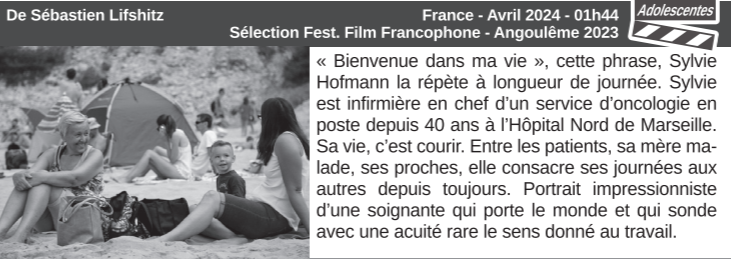 De Sébastien Lifshitz
France - Avril 2024 - 01h44
Adolescentes
Sélection Fest. Film Francophone - Angoulême 2023
« Bienvenue dans ma vie », cette phrase, Sylvie
Hofmann la répète à longueur de journée. Sylvie
est infirmière en chef d’un service d’oncologie en
poste depuis 40 ans à l’Hôpital Nord de Marseille.
Sa vie, c’est courir. Entre les patients, sa mère ma-
lade, ses proches, elle consacre ses journées aux
autres depuis toujours. Portrait impressionniste
d’une soignante qui porte le monde et qui sonde
avec une acuité rare le sens donné au travail.